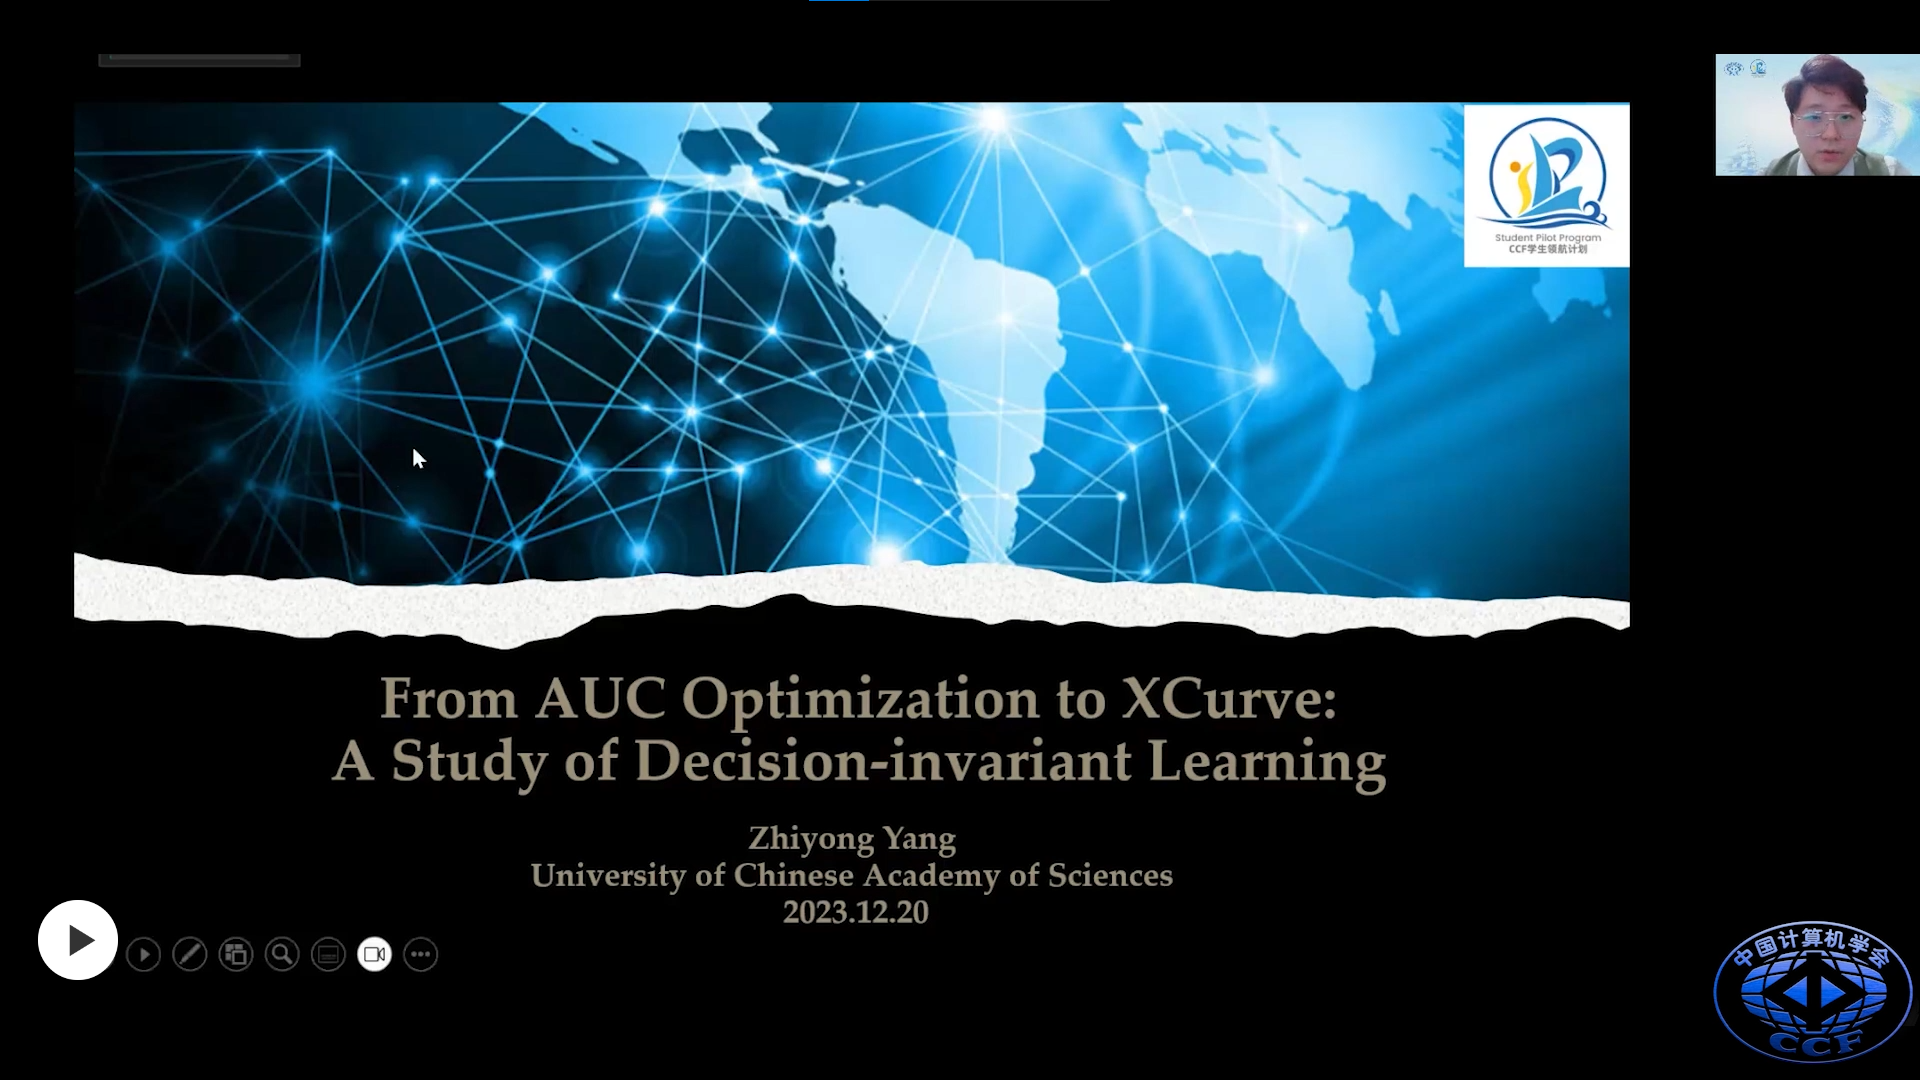 Student Pilot Program
CCF学生领航计划
From AUC Optimization to XCurve:
A Study of Decision-invariant Learning
Zhiyong Yang
University of Chinese Academy of Sciences
2023.12.20
中国计算机学会
CCF